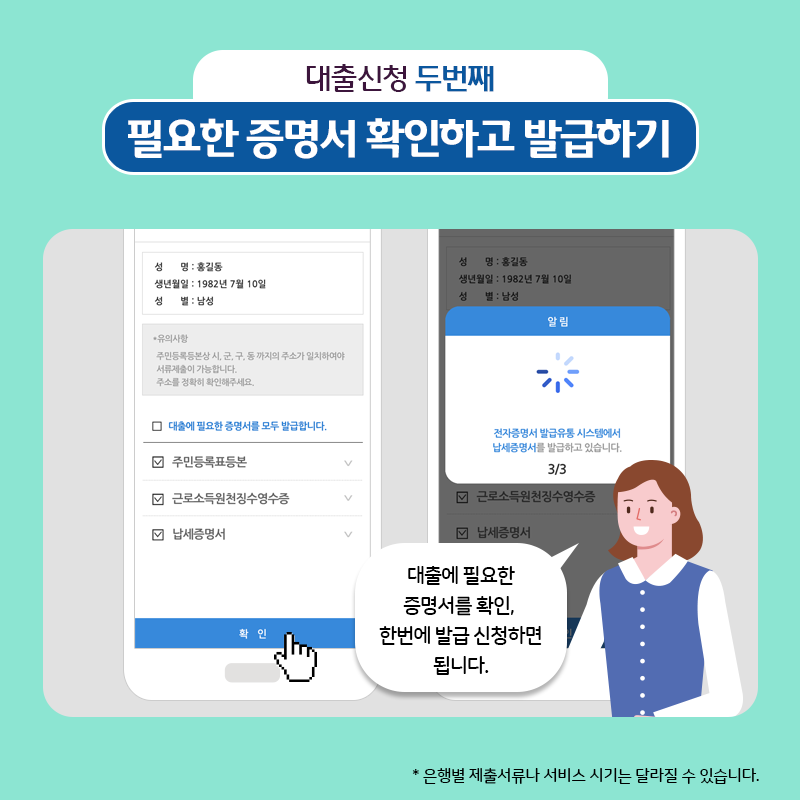 대출신청 두번째
필요한 증명서 확인하고 발급하기
성 명 : 홍길동
생년월일 : 1982년 7월 10일
성 별 : 남성
*유의사항
주민등록등본상 시, 군, 구, 동 까지의 주소가 일치하여야
서류제출이 가능합니다.
주소를 정확히 확인해주세요.
대출에 필요한 증명서를 모두 발급합니다.
주민등록표등본
근로소득원천징수영수증
납세증명서
확 인
성 명 : 홍길동
생년월일 : 1982년 7월 10일
성 별 : 남성
알림
전자증명서 발급유통 시스템에서
납세증명서를 발급하고 있습니다.
3/3
근로소득원천징수영수증
납세증명서
대출에 필요한
증명서를 확인,
한번에 발급 신청하면
됩니다.
* 은행별 제출서류나 서비스 시기는 달라질 수 있습니다.